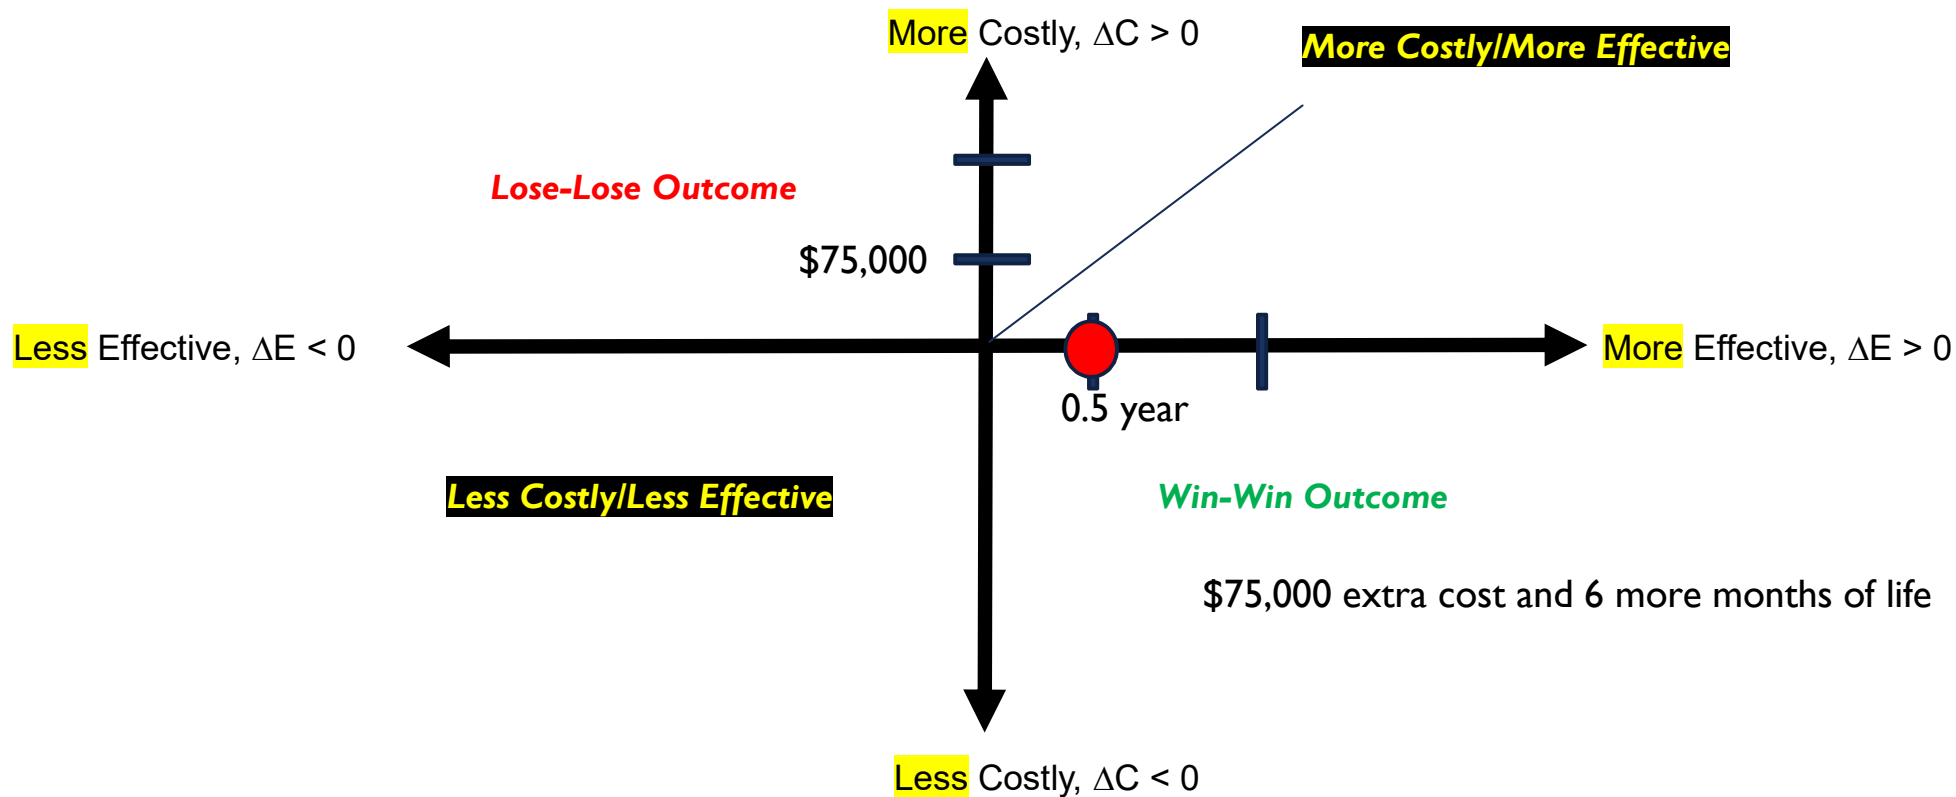 More Costly, ΔC > 0
More Costly/More Effective
Lose-Lose Outcome
$75,000
Less Effective, ΔE < 0
More Effective, ΔE > 0
0.5 year
Less Costly/Less Effective
Win-Win Outcome
$75,000 extra cost and 6 more months of life
Less Costly, ΔC < 0